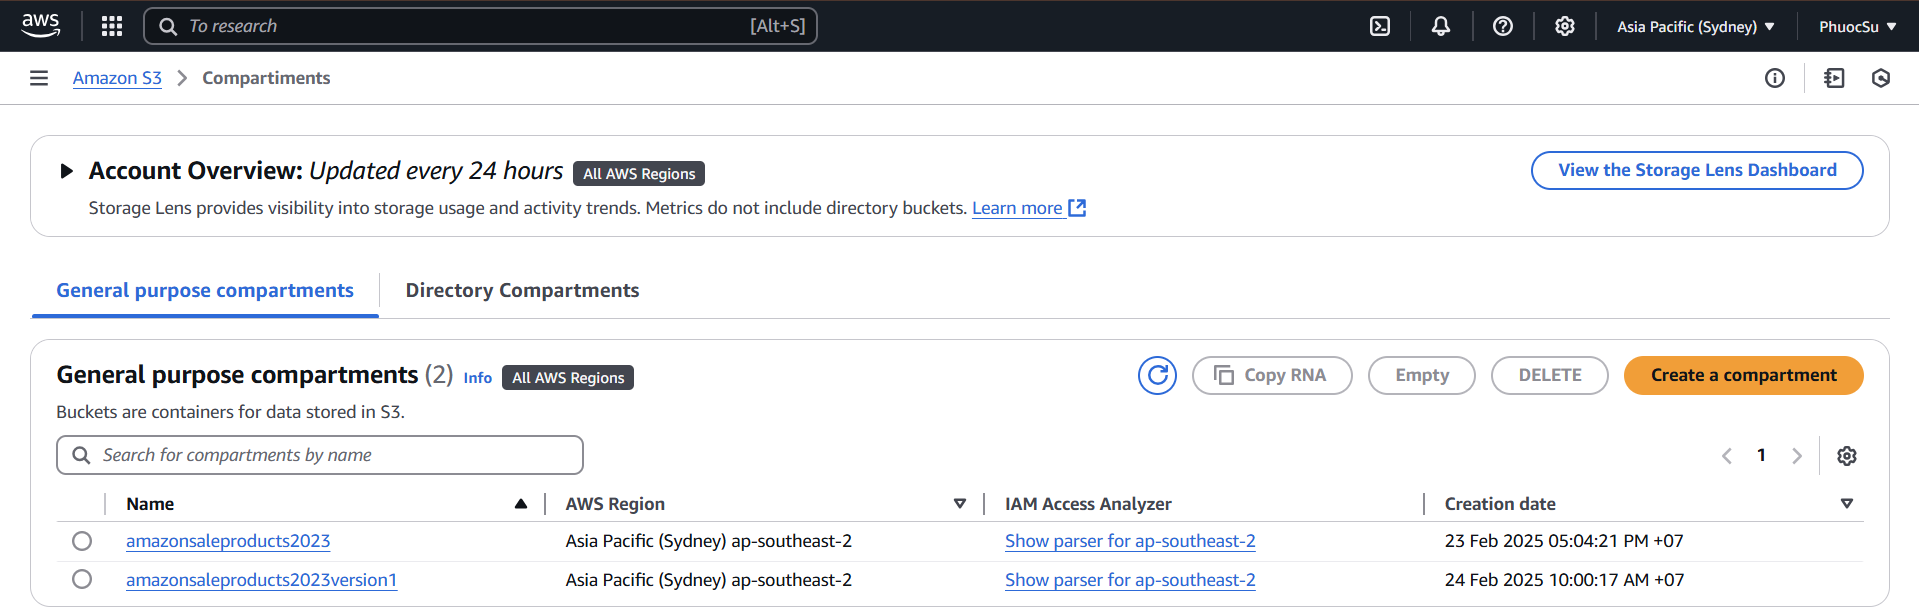 aws To research [Alt+S] Asia Pacific (Sydney) PhuocSu
Amazon S3 Compartiments
Account Overview: Updated every 24 hours All AWS Regions View the Storage Lens Dashboard
Storage Lens provides visibility into storage usage and activity trends. Metrics do not include directory buckets. Learn more
General purpose compartments Directory Compartments
General purpose compartments (2) Info All AWS Regions Copy RNA Empty DELETE Create a compartment
Buckets are containers for data stored in S3.
Search for compartments by name 1
Name AWS Region IAM Access Analyzer Creation date
amazonsaleproducts2023 Asia Pacific (Sydney) ap-southeast-2 Show parser for ap-southeast-2 23 Feb 2025 05:04:21 PM +07
amazonsaleproducts2023version1 Asia Pacific (Sydney) ap-southeast-2 Show parser for ap-southeast-2 24 Feb 2025 10:00:17 AM +07